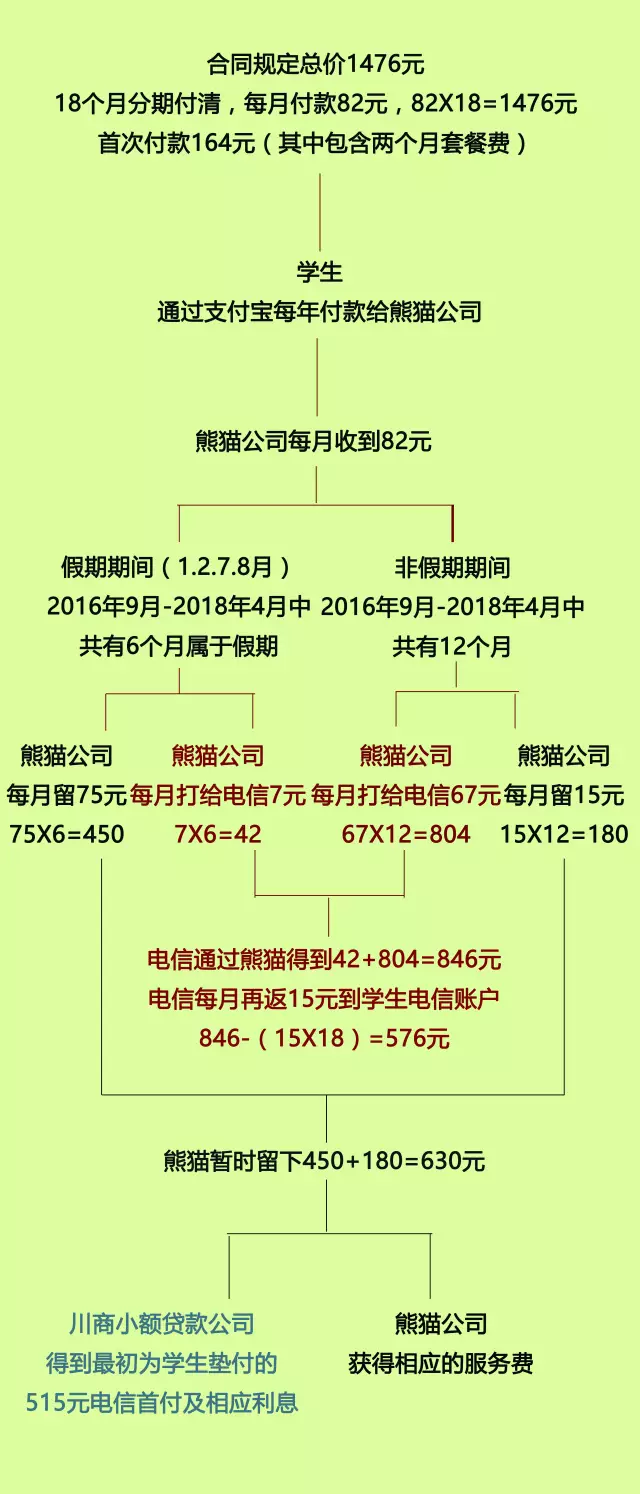 合同规定总价1476元
18个月分期付清，每月付款82元，82X18=1476元
首次付款164元（其中包含两个月套餐费）
学生
通过支付宝每年付款给熊猫公司
熊猫公司每月收到82元
假期期间（1.2.7.8月）
2016年9月-2018年4月中
共有6个月属于假期
非假期期间
2016年9月-2018年4月中
共有12个月
熊猫公司
每月留75元
75X6=450
熊猫公司
每月打给电信7元
7X6=42
熊猫公司
每月打给电信67元
67X12=804
熊猫公司
每月留15元
15X12=180
电信通过熊猫得到42+804=846元
电信每月再返15元到学生电信账户
846-（15X18）=576元
熊猫暂时留下450+180=630元
川商小额贷款公司
得到最初为学生垫付的
515元电信首付及相应利息
熊猫公司
获得相应的服务费